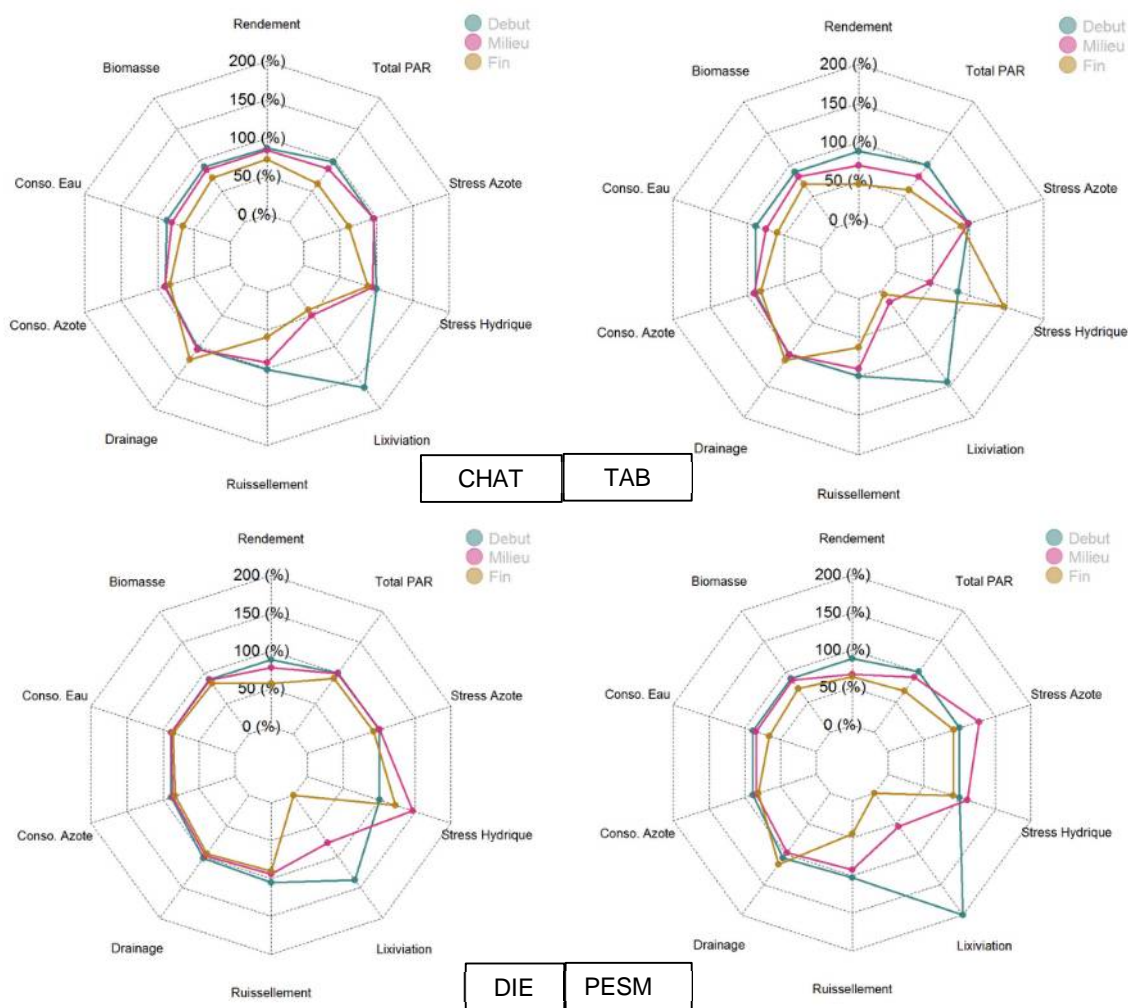 Rendement
Debut
Milieu
Fin
200 (%)
Biomasse
Total PAR
150 (%)
100 (%)
Conso. Eau
50 (%)
Stress Azote
0 (%)
Conso. Azote
Stress Hydrique
Drainage
Lixiviation
Ruissellement
Rendement
Debut
Milieu
Fin
200 (%)
Biomasse
Total PAR
150 (%)
100 (%)
Conso. Eau
50 (%)
Stress Azote
0 (%)
Conso. Azote
Stress Hydrique
Drainage
Lixiviation
Ruissellement
CHAT
TAB
Rendement
Debut
Milieu
Fin
200 (%)
Biomasse
Total PAR
150 (%)
100 (%)
Conso. Eau
50 (%)
Stress Azote
0 (%)
Conso. Azote
Stress Hydrique
Drainage
Lixiviation
Ruissellement
Rendement
Debut
Milieu
Fin
200 (%)
Biomasse
Total PAR
150 (%)
100 (%)
Conso. Eau
50 (%)
Stress Azote
0 (%)
Conso. Azote
Stress Hydrique
Drainage
Lixiviation
Ruissellement
DIE
PESM